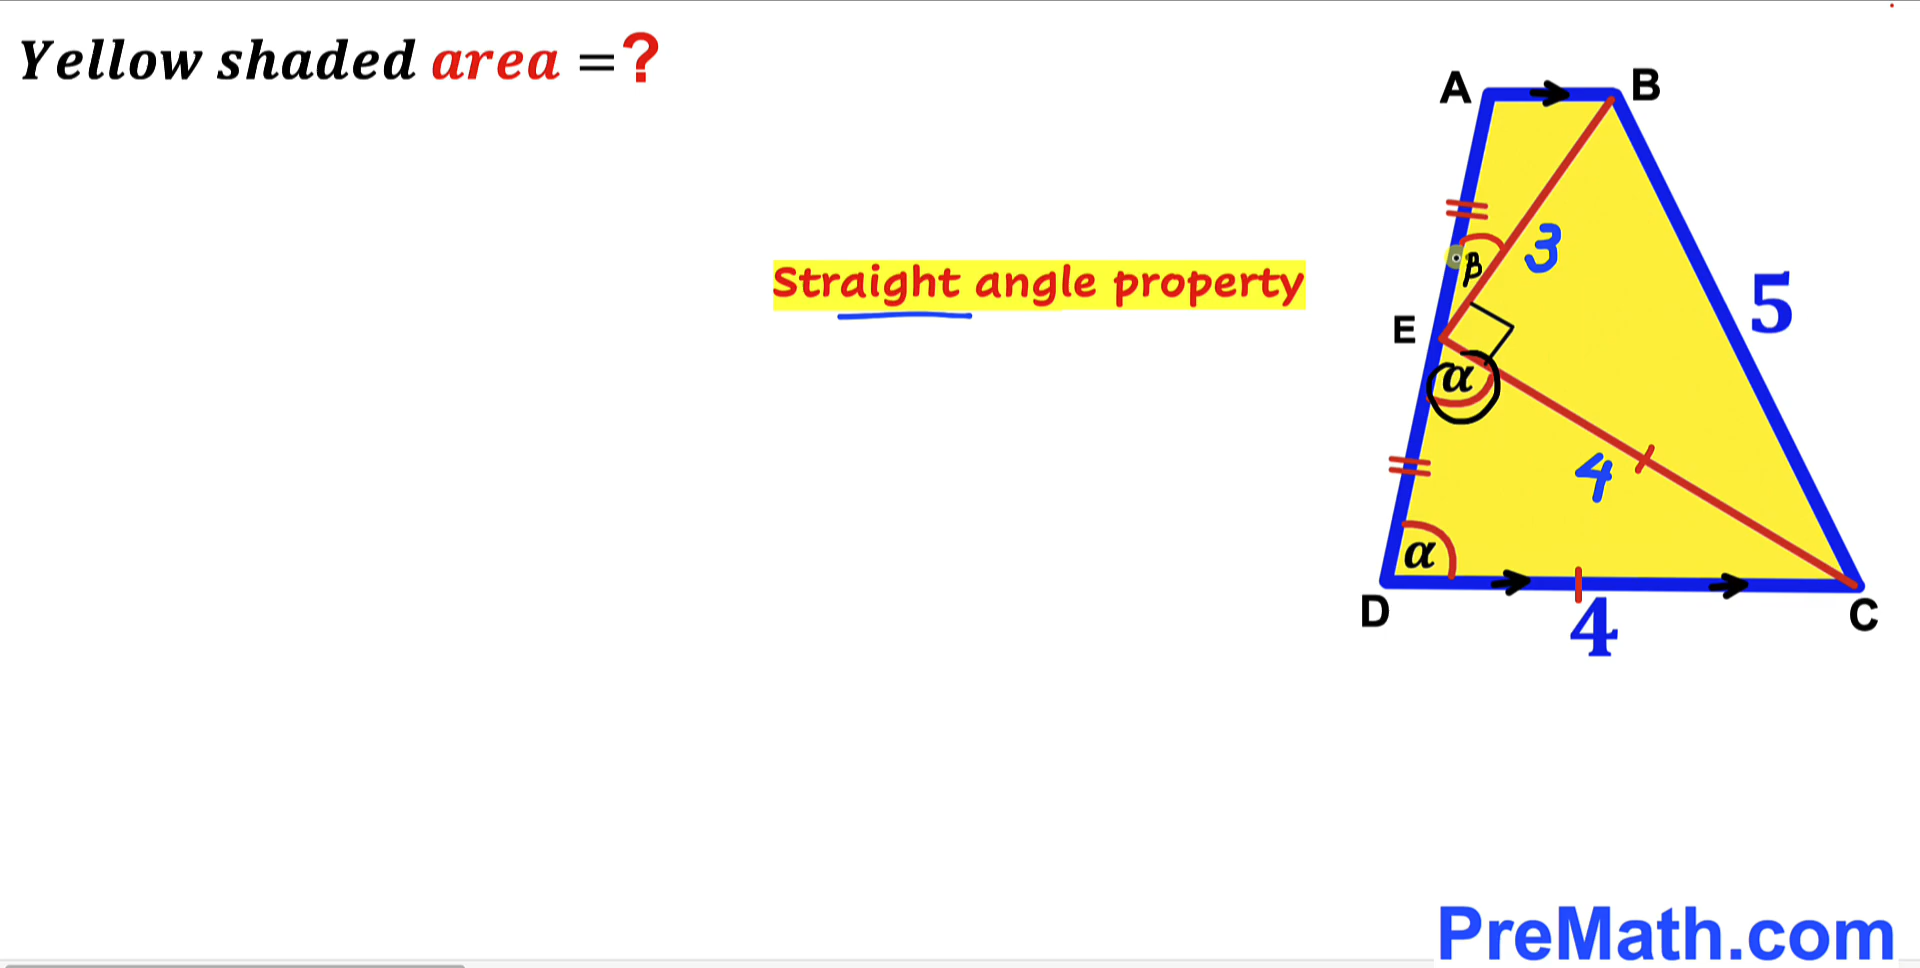 Yellow shaded area =?
A
B
3
β
Straight angle property
5
E
α
4
α
D
4
C
PreMath.com